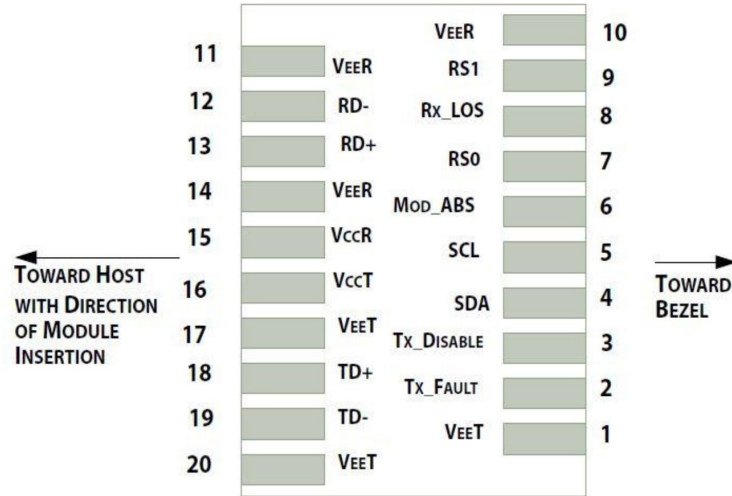 VEER 10
11 VEER
RS1 9
12 RD-
RX_LOS 8
13 RD+
RS0 7
14 VEER
MOD_ABS 6
15 VCCR
SCL 5
TOWARD HOST
WITH DIRECTION
OF MODULE
INSERTION
TOWARD
BEZEL
16 VCCT
SDA 4
17 VEET
TX_DISABLE 3
18 TD+
TX_FAULT 2
19 TD-
VEET 1
20 VEET